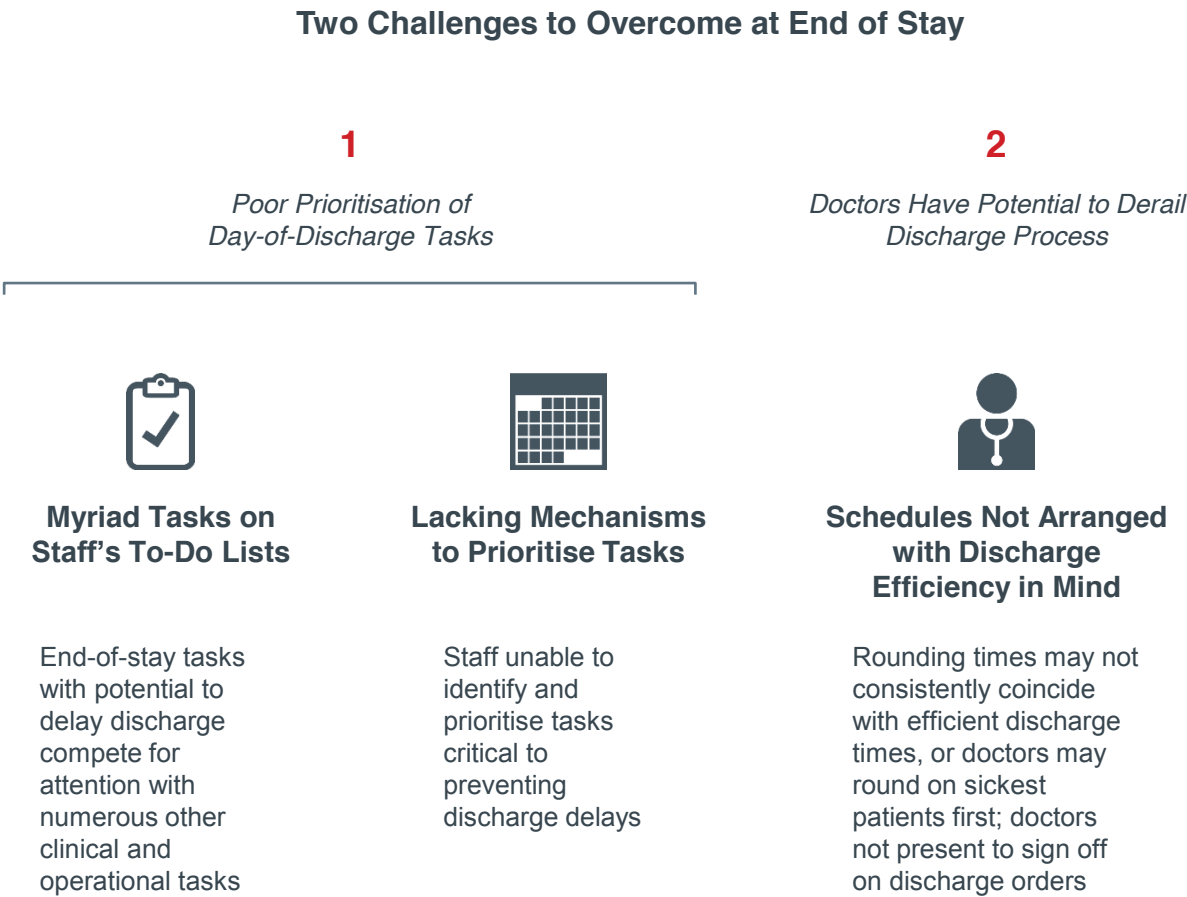 Two Challenges to Overcome at End of Stay
1
Poor Prioritisation of
Day-of-Discharge Tasks
2
Doctors Have Potential to Derail
Discharge Process
Myriad Tasks on
Staff’s To-Do Lists
End-of-stay tasks
with potential to
delay discharge
compete for
attention with
numerous other
clinical and
operational tasks
Lacking Mechanisms
to Prioritise Tasks
Staff unable to
identify and
prioritise tasks
critical to
preventing
discharge delays
Schedules Not Arranged
with Discharge
Efficiency in Mind
Rounding times may not
consistently coincide
with efficient discharge
times, or doctors may
round on sickest
patients first; doctors
not present to sign off
on discharge orders